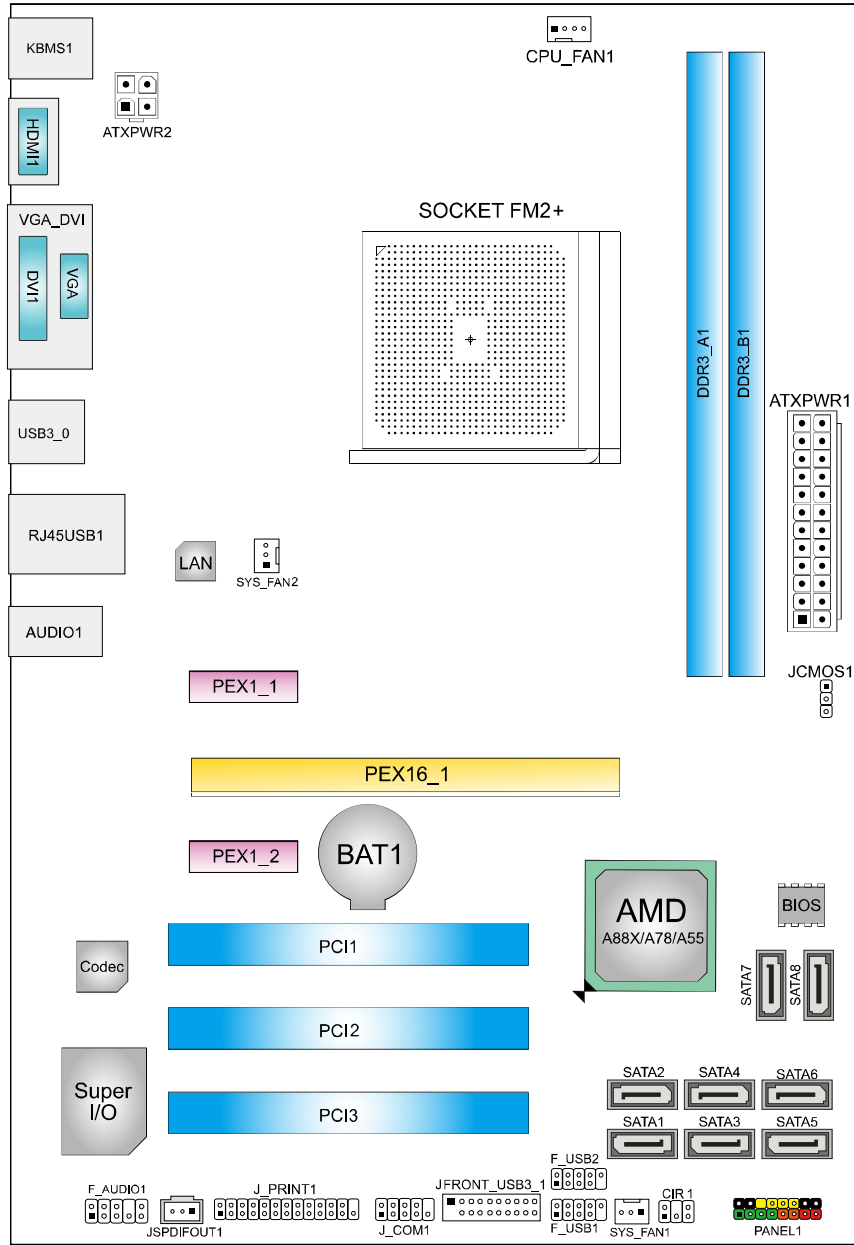 KBMS1
CPU_FAN1
HDMI1
ATXPWR2
VGA_DVI
DVI1
VGA
SOCKET FM2+
DDR3_A1
DDR3_B1
ATXPWR1
USB3_0
RJ45USB1
LAN
SYS_FAN2
AUDIO1
JCMOS1
PEX1_1
PEX16_1
PEX1_2
BAT1
AMD
A88X/A78/A55
BIOS
PCI1
Codec
SATA7
SATA8
PCI2
Super
I/O
PCI3
SATA2
SATA4
SATA6
SATA1
SATA3
SATA5
F_USB2
F_AUDIO1
J_PRINT1
JFRONT_USB3_1
CIR1
JSPDIFOUT1
J_COM1
F_USB1
SYS_FAN1
PANEL1